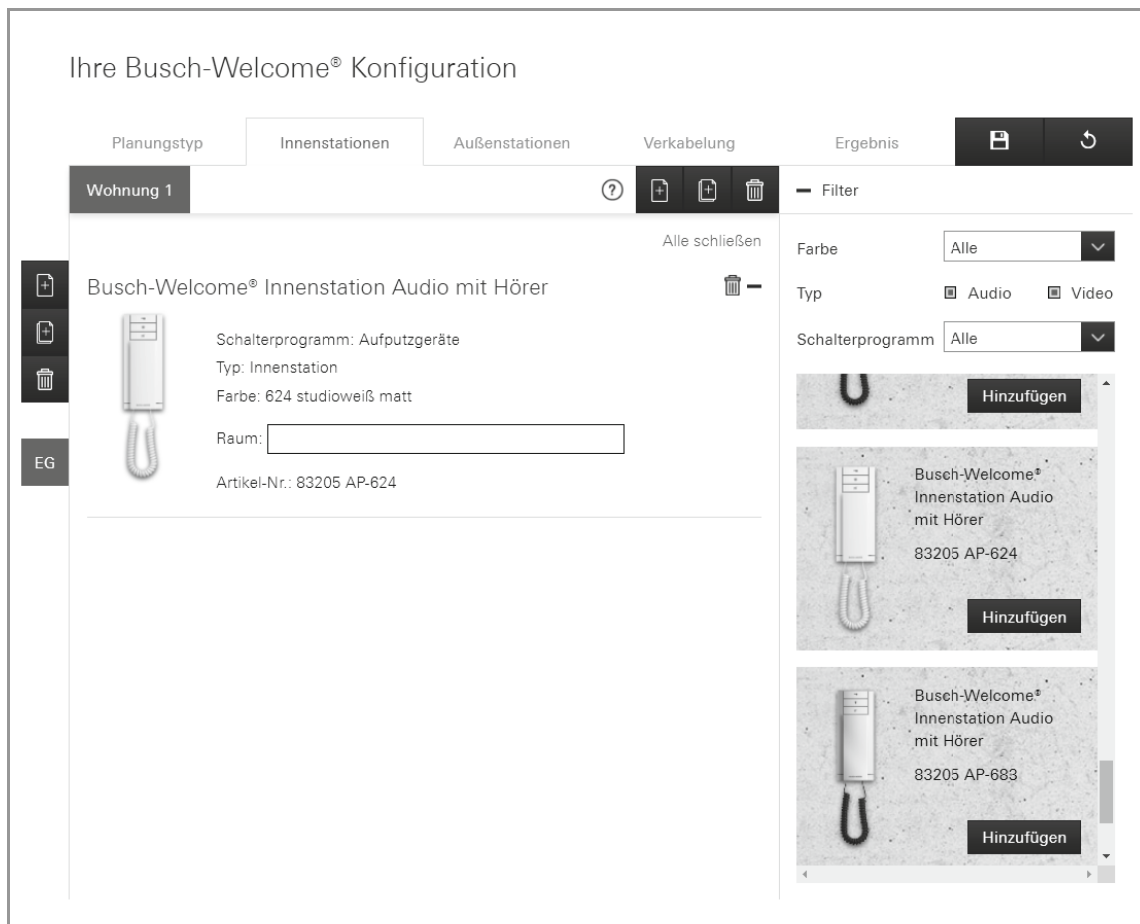 Ihre Busch-Welcome® Konfiguration
Planungstyp
Innenstationen
Außenstationen
Verkabelung
Ergebnis
Wohnung 1
?
Filter
Alle schließen
Farbe
Alle
Busch-Welcome® Innenstation Audio mit Hörer
Typ
Audio
Video
Schalterprogramm: Aufputzgeräte
Schalterprogramm
Alle
Typ: Innenstation
Farbe: 624 studioweiß matt
Raum:
EG
Artikel-Nr.: 83205 AP-624
Hinzufügen
Busch-Welcome®
Innenstation Audio
mit Hörer
83205 AP-624
Hinzufügen
Busch-Welcome®
Innenstation Audio
mit Hörer
83205 AP-683
Hinzufügen